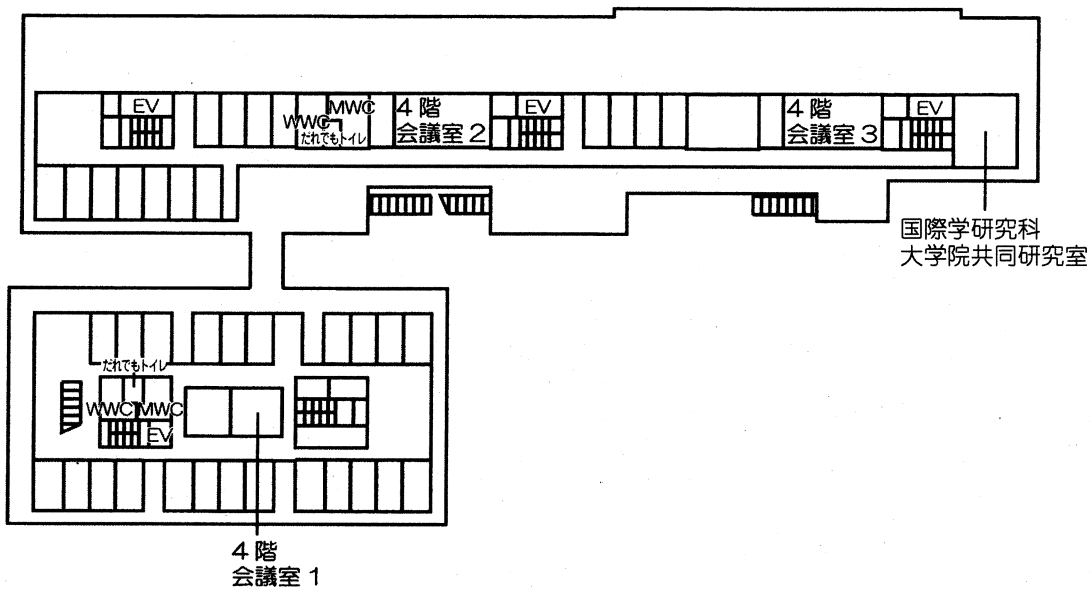 EV
WWC
MWC
だれでもトイレ
4階
会議室2
EV
4階
会議室3
EV
国際学研究科
大学院共同研究室
だれでもトイレ
WWC
MWC
EV
4階
会議室1